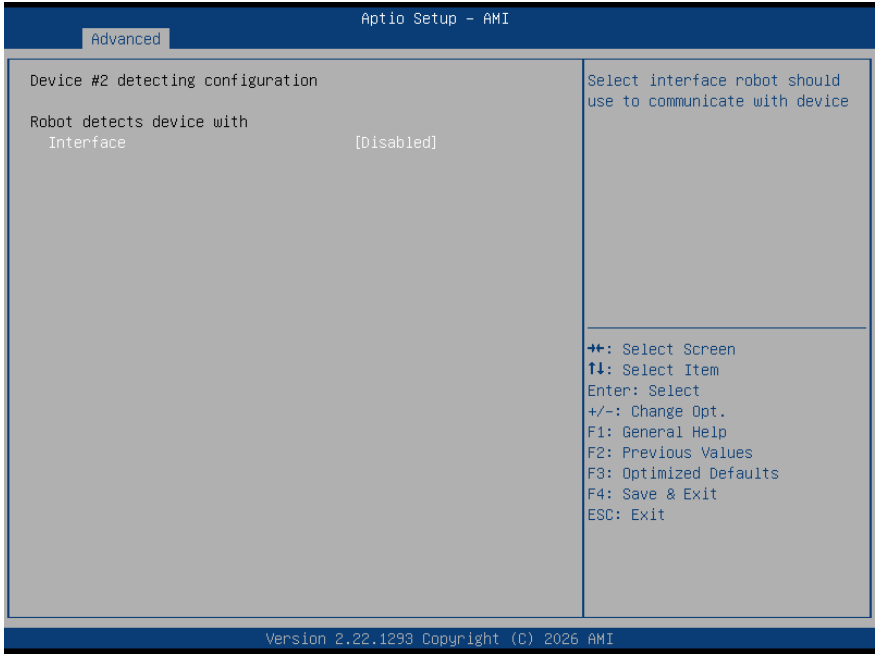 Aptio Setup - AMI
Advanced
Device #2 detecting configuration
Robot detects device with
Interface [Disabled]
Select interface robot should
use to communicate with device
→←: Select Screen
↑↓: Select Item
Enter: Select
+/-: Change Opt.
F1: General Help
F2: Previous Values
F3: Optimized Defaults
F4: Save & Exit
ESC: Exit
Version 2.22.1293 Copyright (C) 2026 AMI